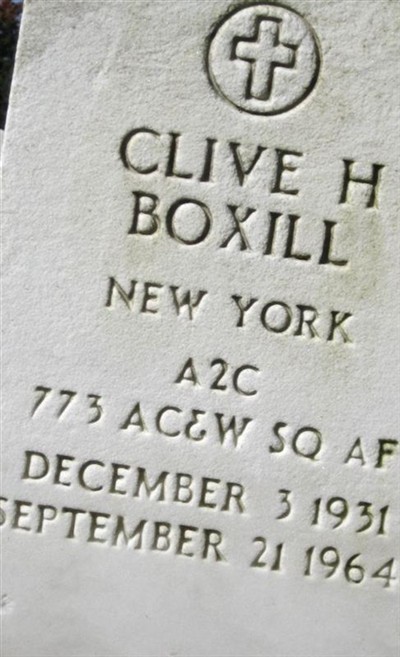 CLIVE H
BOXILL
NEW YORK
A2C
773 AC&W SQ AF
DECEMBER 3 1931
SEPTEMBER 21 1964